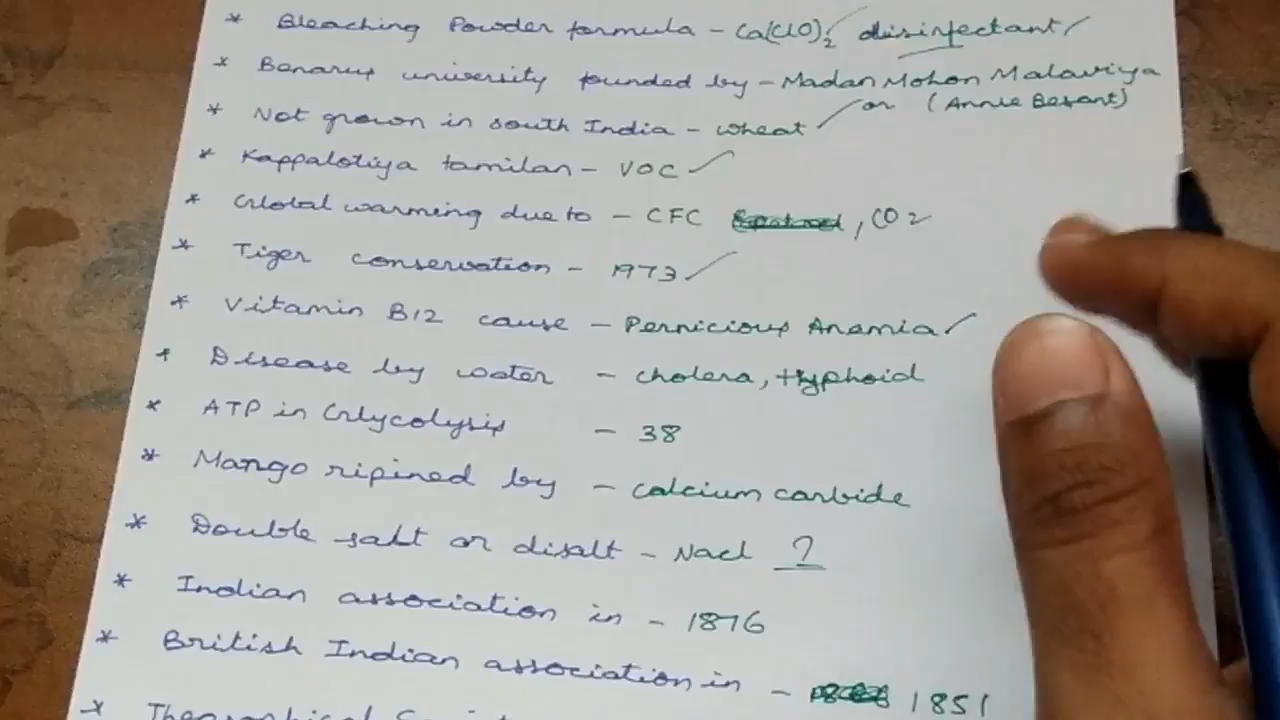 * Bleaching Powder formula - Ca(ClO)2 disinfectant
* Banarus university founded by - Madan Mohon Malaviya
or (Annie Besant)
* Not grown in south India - wheat
* Kappalotiya tamilan - VOC
* Global warming due to - CFC , CO2
* Tiger conservation - 1973
* Vitamin B12 cause - Pernicious Anemia
* Disease by water - cholera, typhoid
* ATP in Glycolysis - 38
* Mango ripined by - calcium carbide
* Double salt or disalt - Nacl ?
* Indian association in - 1876
* British Indian association in - 1851
*